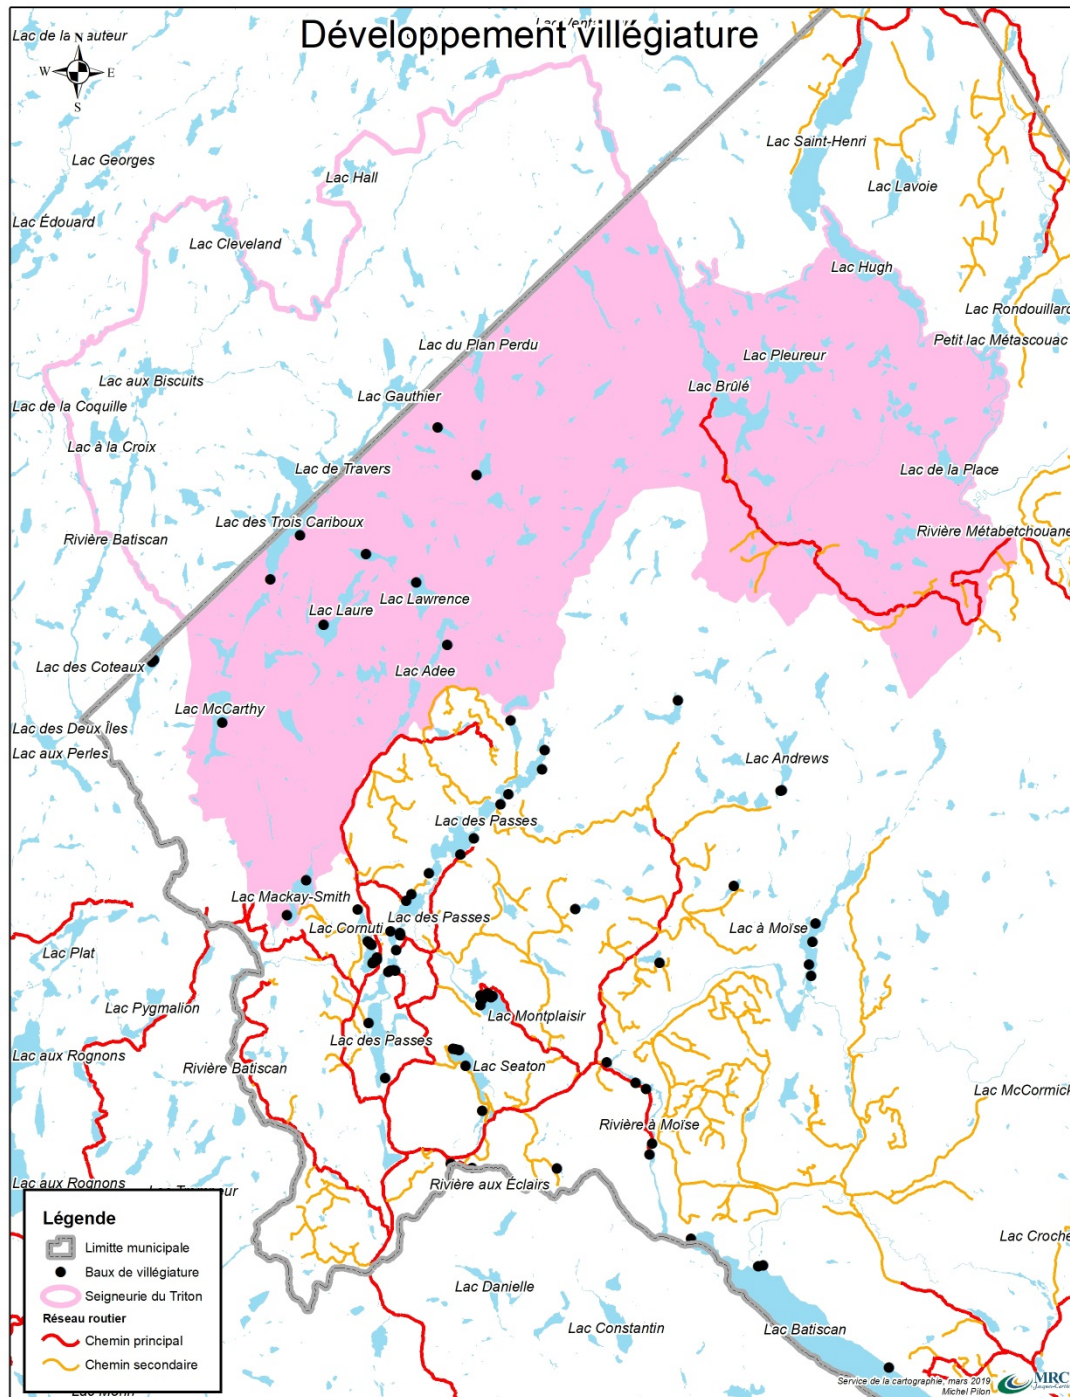 Développement villégiature
N
W
E
S
Lac Georges
Lac Édouard
Lac Hall
Lac Cleveland
Lac Saint-Henri
Lac Lavoie
Lac Hugh
Lac Rondouillard
Petit lac Métascouac
Lac du Plan Perdu
Lac Pleureur
Lac aux Biscuits
Lac Gauthier
Lac Brûlé
Lac de la Coquille
Lac à la Croix
Lac de Travers
Lac de la Place
Lac des Trois Cariboux
Rivière Batiscan
Rivière Métabetchouane
Lac Lawrence
Lac Laure
Lac des Coteaux
Lac Adee
Lac McCarthy
Lac des Deux Îles
Lac aux Perles
Lac Andrews
Lac des Passes
Lac Mackay-Smith
Lac des Passes
Lac Cornuti
Lac à Moïse
Lac Plat
Lac Pygmalion
Lac Montplaisir
Lac des Passes
Lac aux Rognons
Rivière Batiscan
Lac Seaton
Lac McCormick
Rivière à Moïse
Lac aux Rognons
Rivière aux Éclairs
Légende
Limitte municipale
Baux de villégiature
Seigneurie du Triton
Réseau routier
Chemin principal
Chemin secondaire
Lac Croche
Lac Danielle
Lac Constantin
Lac Batiscan
Service de la cartographie, mars 2019
Michel Pilon
MRC
Jacques-Cartier